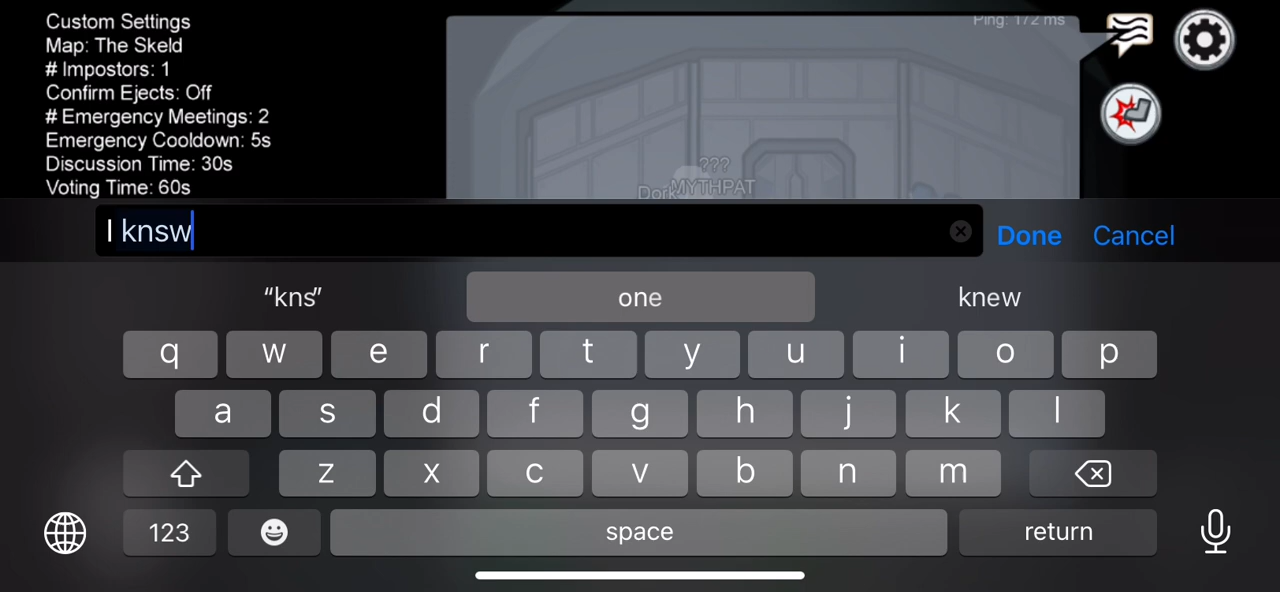 Custom Settings
Map: The Skeld
# Impostors: 1
Confirm Ejects: Off
# Emergency Meetings: 2
Emergency Cooldown: 5s
Discussion Time: 30s
Voting Time: 60s
Ping: 172 ms
???
Dork
MYTHPAT
I knsw
Done Cancel
“kns” one knew
q w e r t y u i o p
a s d f g h j k l
z x c v b n m
123 space return